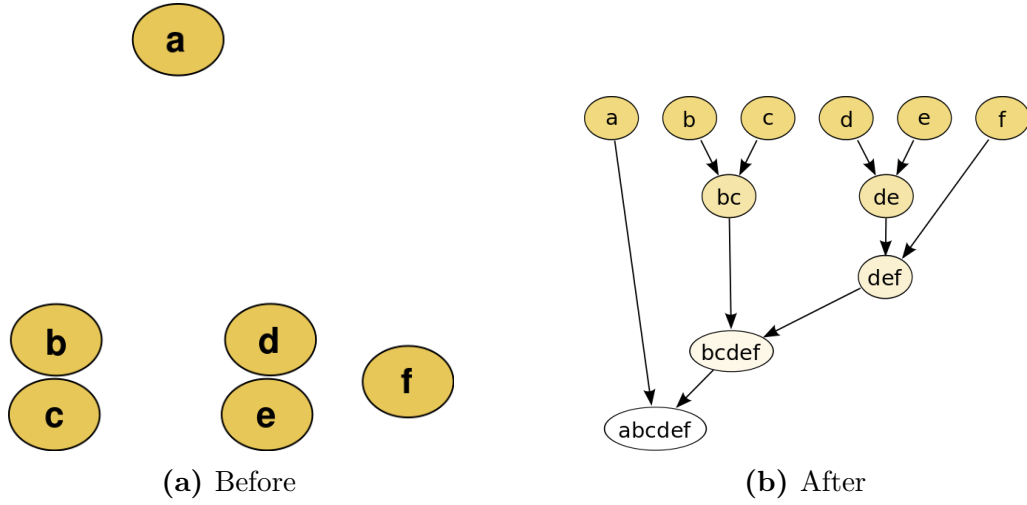 a
b
c
d
e
f
(a) Before
a b c d e f
bc de
def
bcdef
abcdef
(b) After